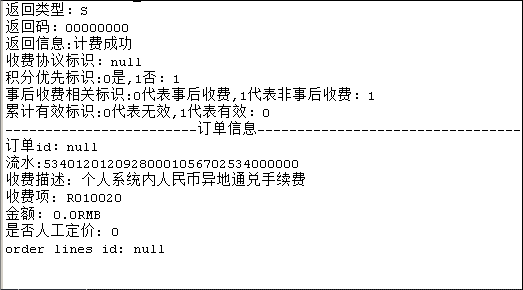 返回类型: S
返回码: 00000000
返回信息:计费成功
收费协议标识: null
积分优先标识:0是,1否: 1
事后收费相关标识:0代表事后收费,1代表非事后收费: 1
累计有效标识:0代表无效,1代表有效: 0
------------------------订单信息---------------------------------
订单id: null
流水:53401201209280001056702534000000
收费描述: 个人系统内人民币异地通兑手续费
收费项: R010020
金额: 0.0RMB
是否人工定价: 0
order lines id: null